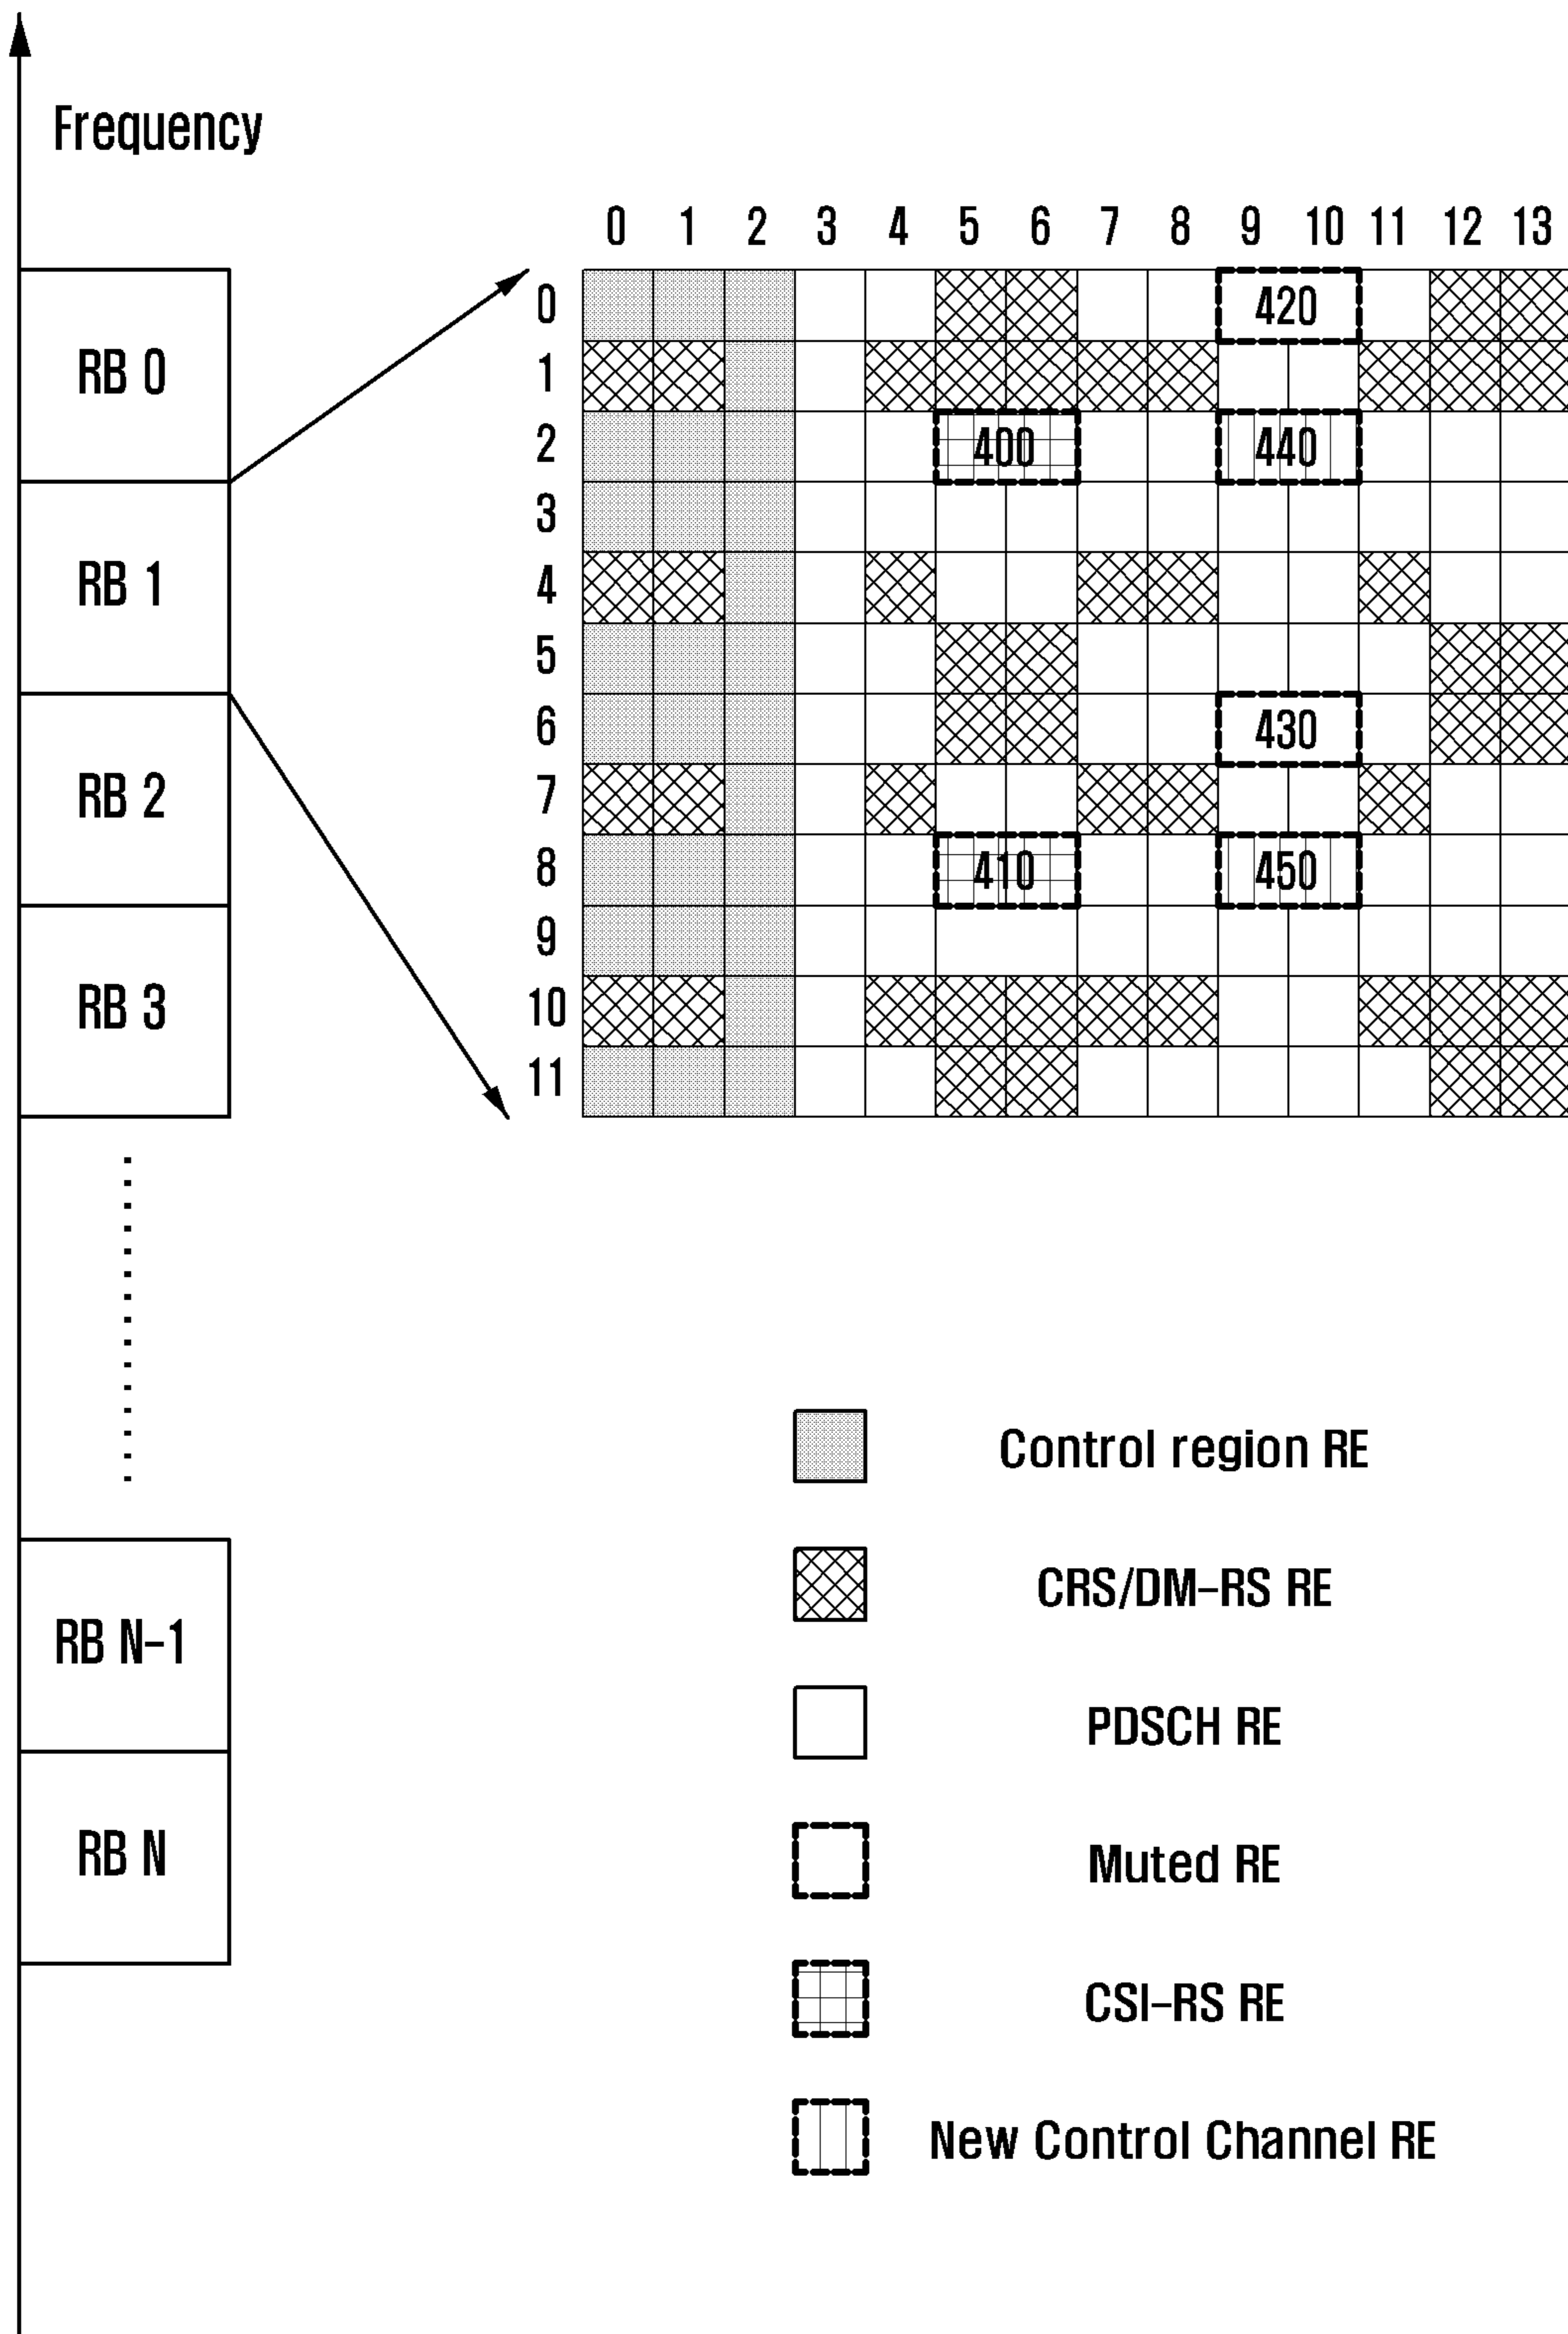 Frequency
0 1 2 3 4 5 6 7 8 9 10 11 12 13
RB 0
RB 1
RB 2
RB 3
RB N-1
RB N
0 420
1
2 400 440
3
4
5
6 430
7
8 410 450
9
10
11
Control region RE
CRS/DM-RS RE
PDSCH RE
Muted RE
CSI-RS RE
New Control Channel RE